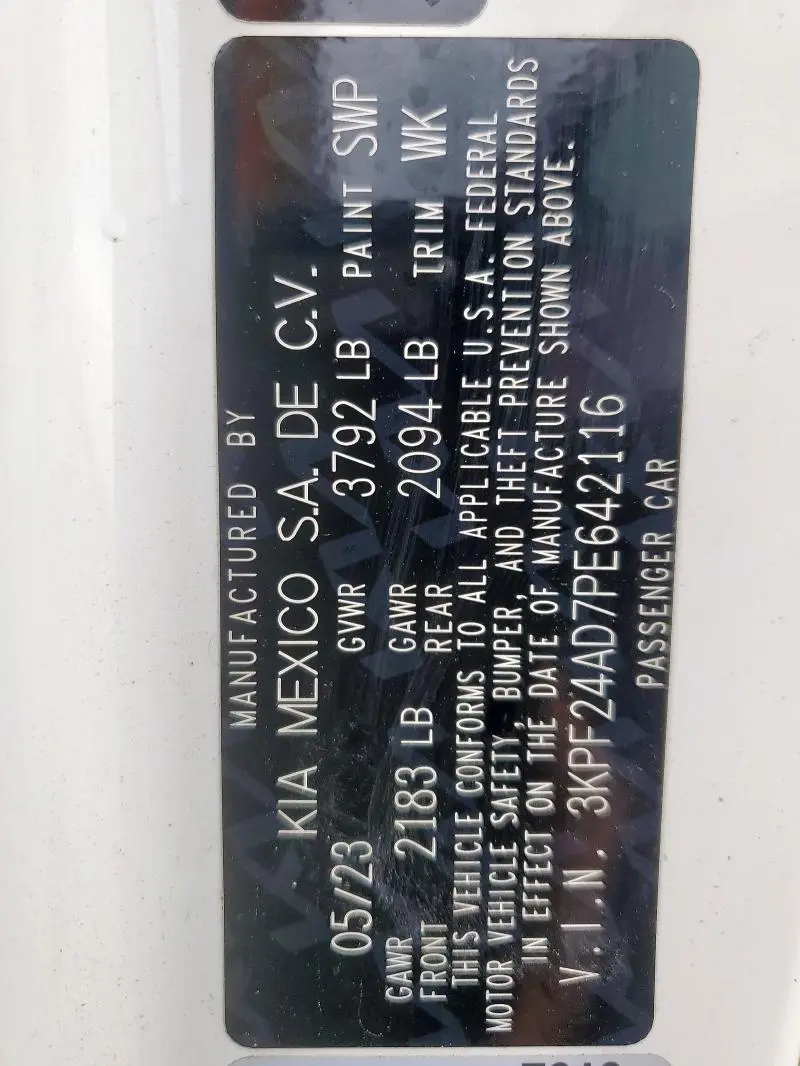 MANUFACTURED BY
KIA MEXICO S.A. DE C.V.
05/23 GVWR 3792 LB PAINT SWP
GAWR FRONT 2183 LB GAWR REAR 2094 LB TRIM WK
THIS VEHICLE CONFORMS TO ALL APPLICABLE U.S.A. FEDERAL
MOTOR VEHICLE SAFETY, BUMPER, AND THEFT PREVENTION STANDARDS
IN EFFECT ON THE DATE OF MANUFACTURE SHOWN ABOVE.
V.I.N. 3KPF24AD7PE642116
PASSENGER CAR